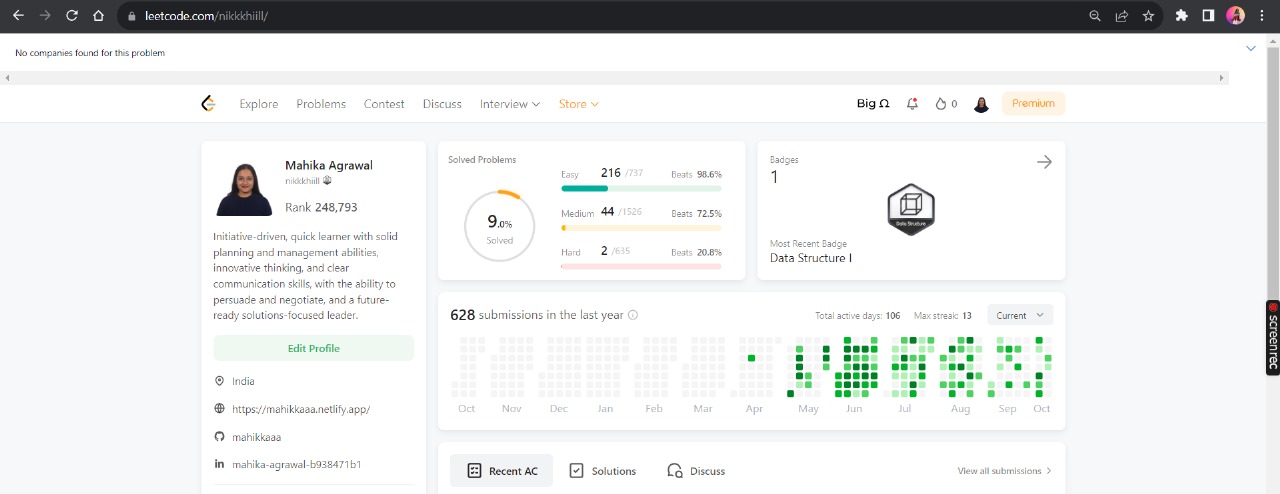 leetcode.com/nikkkhiill/
No companies found for this problem
Explore Problems Contest Discuss Interview Store Big Ω 0 Premium
Mahika Agrawal
nikkkhiill
Rank 248,793
Initiative-driven, quick learner with solid
planning and management abilities,
innovative thinking, and clear
communication skills, with the ability to
persuade and negotiate, and a future-
ready solutions-focused leader.
Edit Profile
India
https://mahikkaaa.netlify.app/
mahikkaaa
mahika-agrawal-b938471b1
Solved Problems
9.0%
Solved
Easy 216 /737 Beats 98.6%
Medium 44 /1526 Beats 72.5%
Hard 2 /635 Beats 20.8%
Badges
1
Data Structure
Most Recent Badge
Data Structure I
628 submissions in the last year Total active days: 106 Max streak: 13 Current
Oct Nov Dec Jan Feb Mar Apr May Jun Jul Aug Sep Oct
Recent AC Solutions Discuss View all submissions >
screenrec